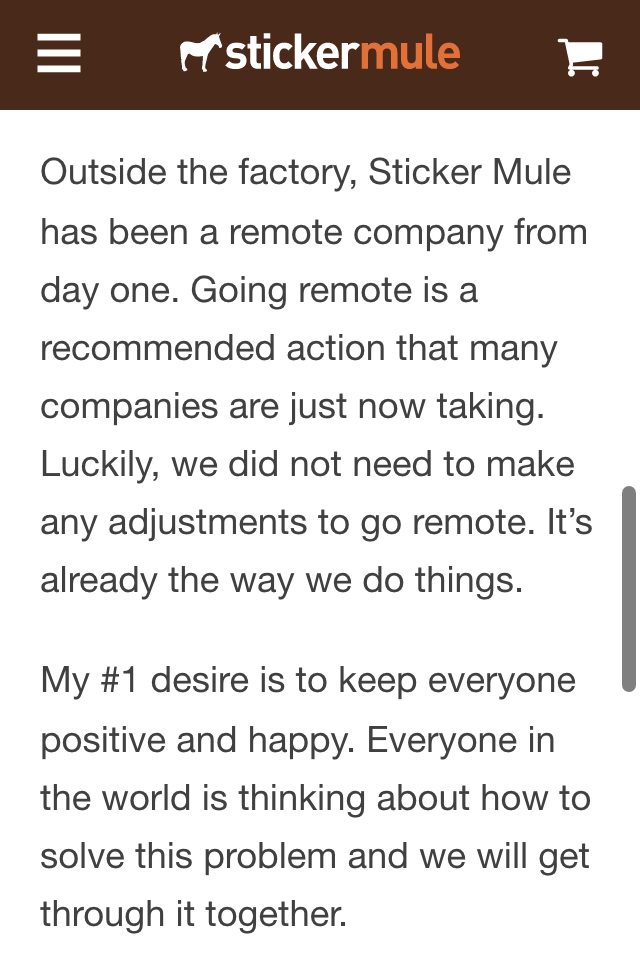 stickermule
Outside the factory, Sticker Mule
has been a remote company from
day one. Going remote is a
recommended action that many
companies are just now taking.
Luckily, we did not need to make
any adjustments to go remote. It’s
already the way we do things.
My #1 desire is to keep everyone
positive and happy. Everyone in
the world is thinking about how to
solve this problem and we will get
through it together.